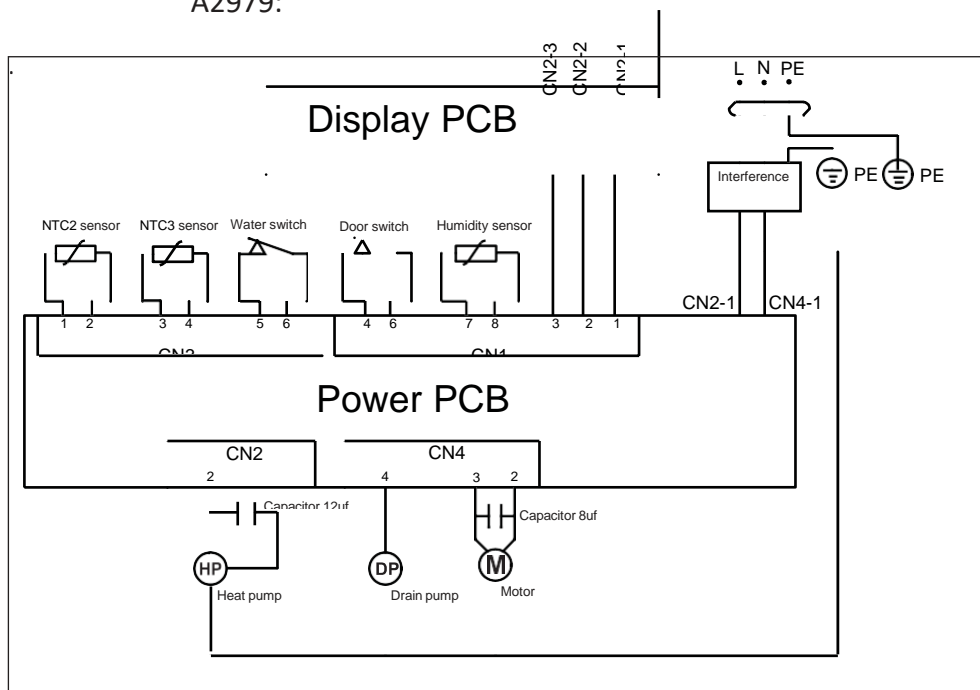 A2979:
CN2-3
CN2-2
CN2-1
L N PE
Display PCB
Interference
PE
PE
NTC2 sensor
NTC3 sensor
Water switch
Door switch
Humidity sensor
CN2-1
CN4-1
1 2 3 4 5 6 4 6 7 8 3 2 1
CN1
Power PCB
CN2
CN4
2 4 3 2
Capacitor 12uf
Capacitor 8uf
HP
DP
M
Heat pump
Drain pump
Motor